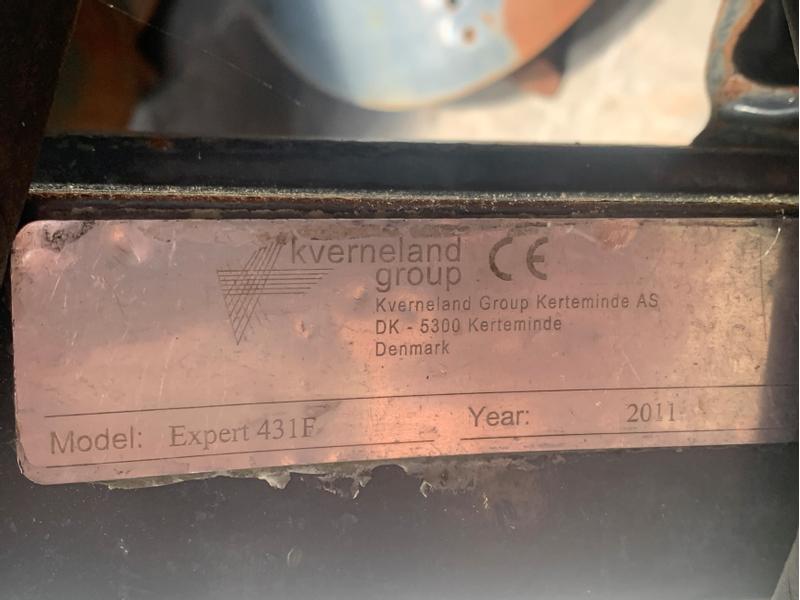 kverneland
group CE
Kverneland Group Kerteminde AS
DK - 5300 Kerteminde
Denmark
Model: Expert 431F Year: 2011